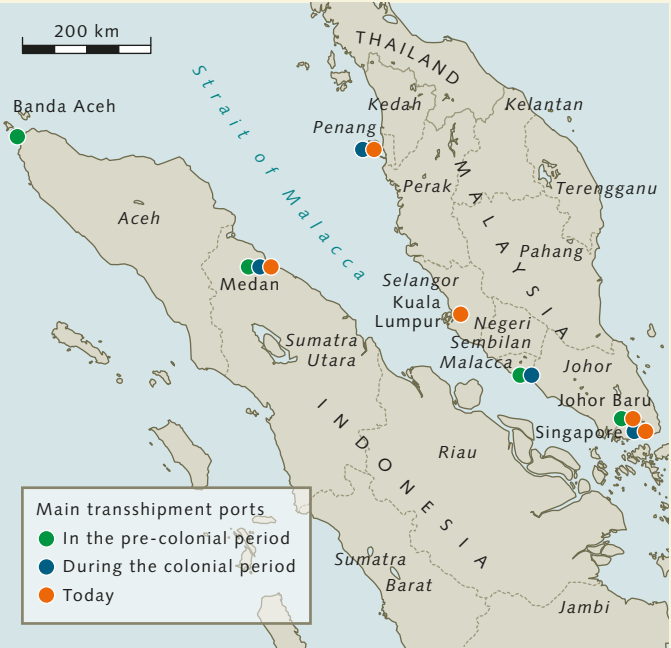 200 km
THAILAND
Strait of Malacca
Banda Aceh
Kedah
Kelantan
Penang
Perak
Terengganu
MALAYSIA
Aceh
Pahang
Medan
Selangor
Kuala
Lumpur
Negeri
Sembilan
Sumatra
Utara
Malacca
Johor
Johor Baru
Singapore
INDONESIA
Riau
Main transshipment ports
In the pre-colonial period
During the colonial period
Today
Sumatra
Barat
Jambi